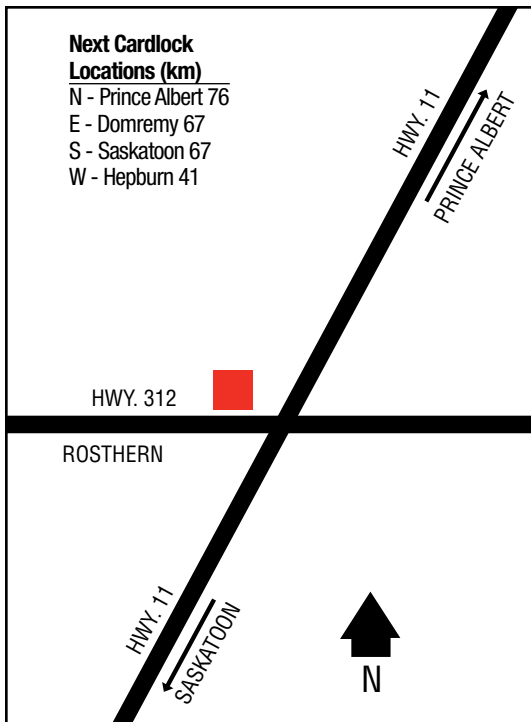 Next Cardlock
Locations (km)
N - Prince Albert 76
E - Domremy 67
S - Saskatoon 67
W - Hepburn 41
HWY. 11
PRINCE ALBERT
HWY. 312
ROSTHERN
HWY. 11
SASKATOON
N